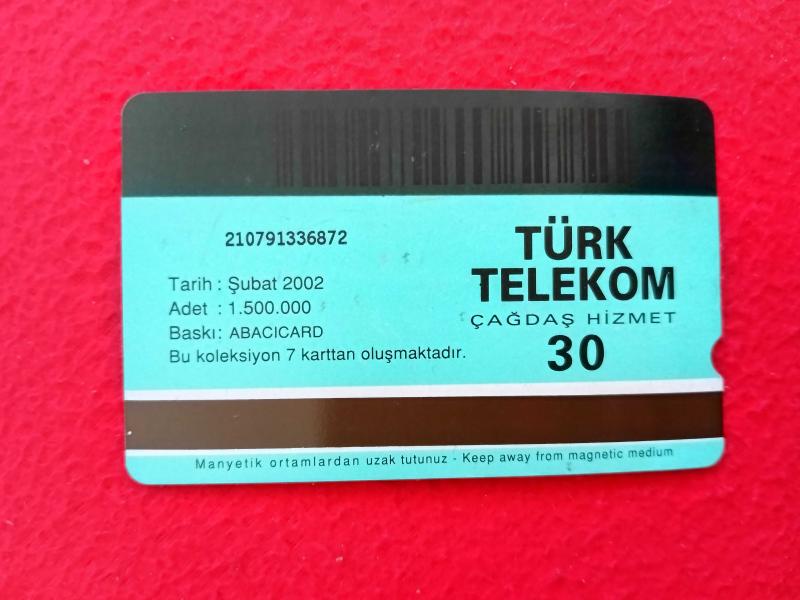 210791336872
Tarih : Şubat 2002
Adet : 1.500.000
Baskı: ABACICARD
Bu koleksiyon 7 karttan oluşmaktadır.
TÜRK
TELEKOM
ÇAĞDAŞ HİZMET
30
Manyetik ortamlardan uzak tutunuz - Keep away from magnetic medium